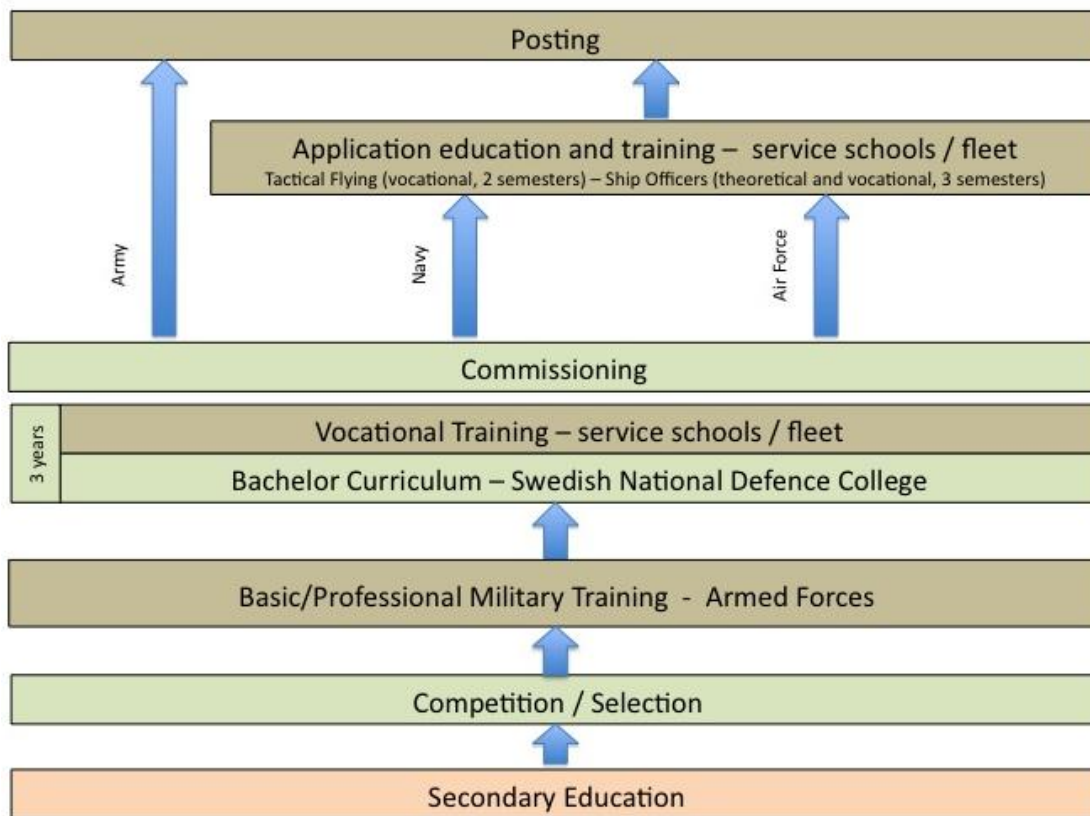 Posting
Application education and training – service schools / fleet
Tactical Flying (vocational, 2 semesters) – Ship Officers (theoretical and vocational, 3 semesters)
Army
Navy
Air Force
Commissioning
3 years
Vocational Training – service schools / fleet
Bachelor Curriculum – Swedish National Defence College
Basic/Professional Military Training - Armed Forces
Competition / Selection
Secondary Education